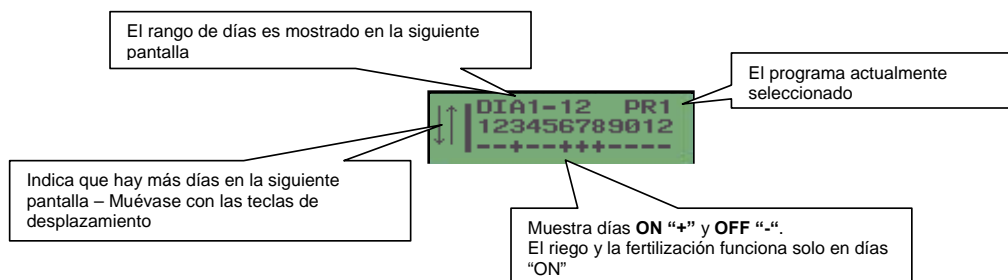 El rango de días es mostrado en la siguiente
pantalla
El programa actualmente
seleccionado
DIA1-12 PR1
123456789012
--+--+++----
Indica que hay más días en la siguiente
pantalla – Muévase con las teclas de
desplazamiento
Muestra días ON “+” y OFF “-“.
El riego y la fertilización funciona solo en días
“ON”